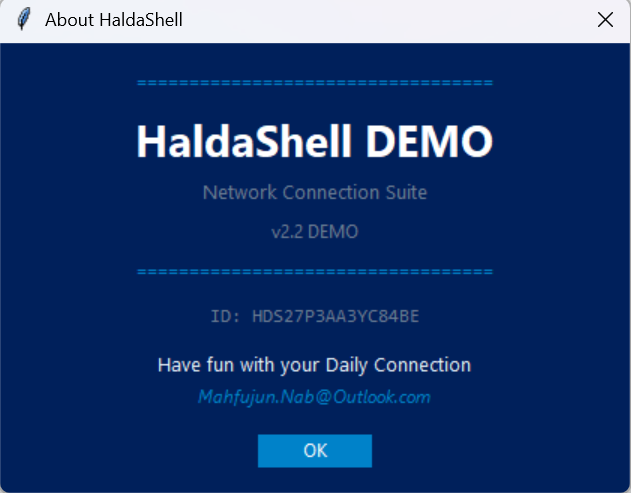 About HaldaShell
==================================
HaldaShell DEMO
Network Connection Suite
v2.2 DEMO
==================================
ID: HDS27P3AA3YC84BE
Have fun with your Daily Connection
Mahfujun.Nab@Outlook.com
OK